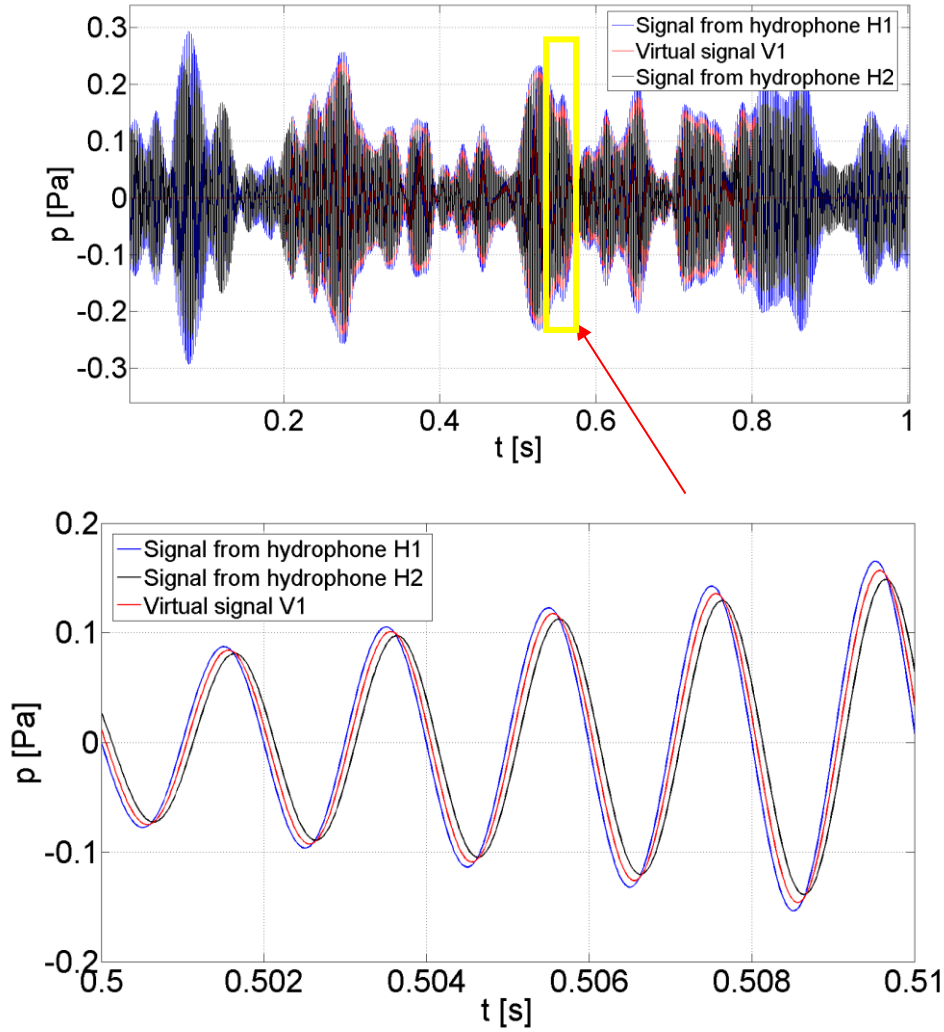 0.3
0.2
0.1
0
-0.1
-0.2
-0.3
p [Pa]
Signal from hydrophone H1
Virtual signal V1
Signal from hydrophone H2
0.2
0.4
0.6
0.8
1
t [s]
0.2
0.1
0
-0.1
-0.2
p [Pa]
Signal from hydrophone H1
Signal from hydrophone H2
Virtual signal V1
0.5
0.502
0.504
0.506
0.508
0.51
t [s]